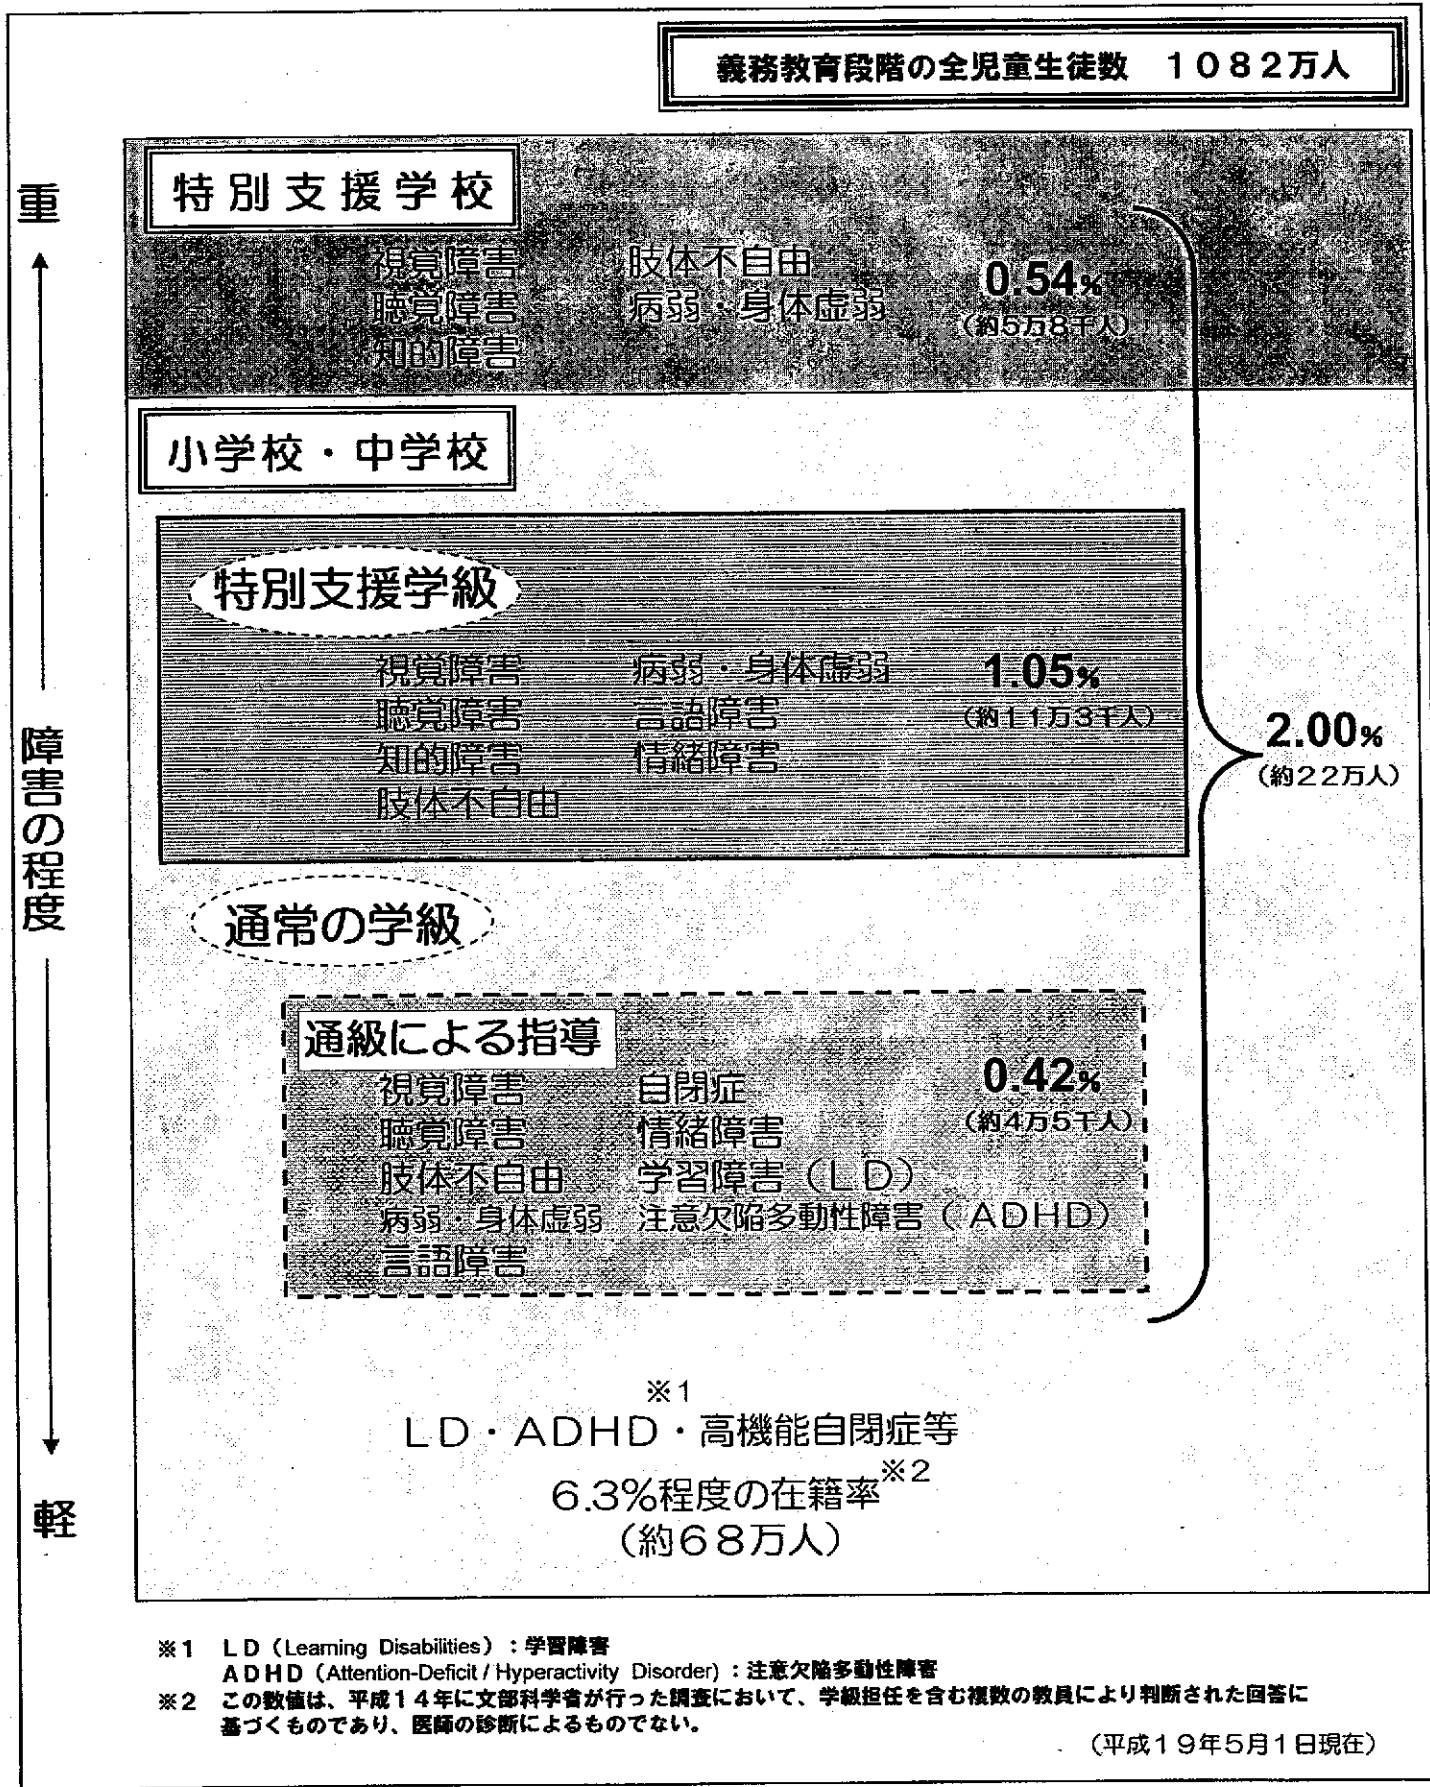 義務教育段階の全児童生徒数　1082万人
重
特別支援学校
視覚障害　肢体不自由　0.54%
聴覚障害　病弱・身体虚弱　(約5万8千人)
知的障害
小学校・中学校
特別支援学級
視覚障害　病弱・身体虚弱　1.05%
聴覚障害　言語障害　(約11万3千人)
知的障害　情緒障害
肢体不自由
2.00%
(約22万人)
障害の程度
通常の学級
通級による指導
視覚障害　自閉症　0.42%
聴覚障害　情緒障害　(約4万5千人)
肢体不自由　学習障害（LD）
病弱・身体虚弱　注意欠陥多動性障害（ADHD）
言語障害
※1
LD・ADHD・高機能自閉症等
6.3%程度の在籍率※2
(約68万人)
軽
※1　LD（Learning Disabilities）：学習障害
ADHD（Attention-Deficit / Hyperactivity Disorder）：注意欠陥多動性障害
※2　この数値は、平成14年に文部科学省が行った調査において、学級担任を含む複数の教員により判断された回答に
基づくものであり、医師の診断によるものでない。
（平成19年5月1日現在）